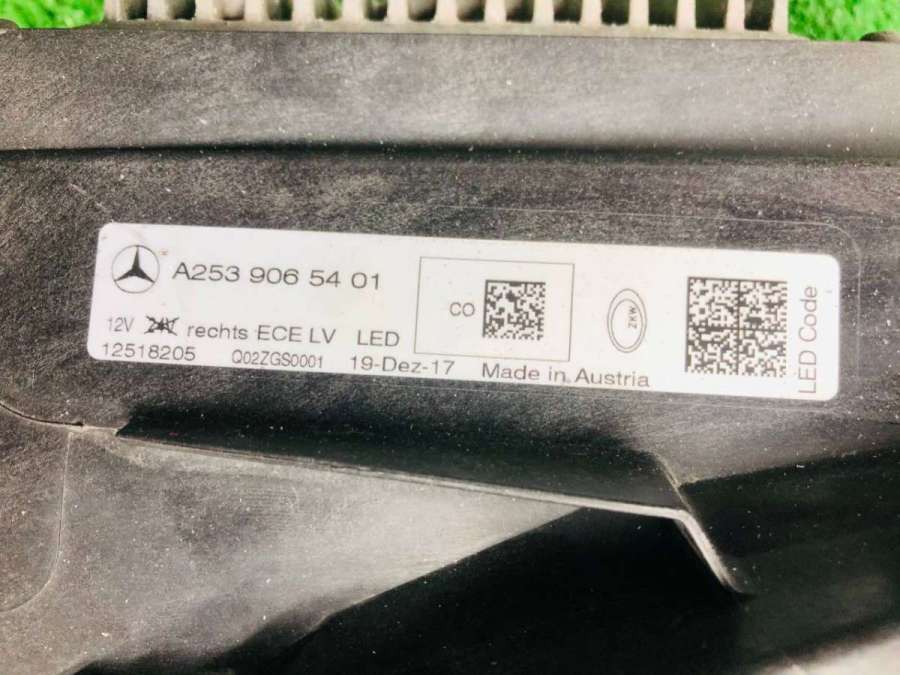 A253 906 54 01
CO
ZKW
12V 24V rechts ECE LV LED
12518205 Q02ZGS0001 19-Dez-17 Made in Austria
LED Code